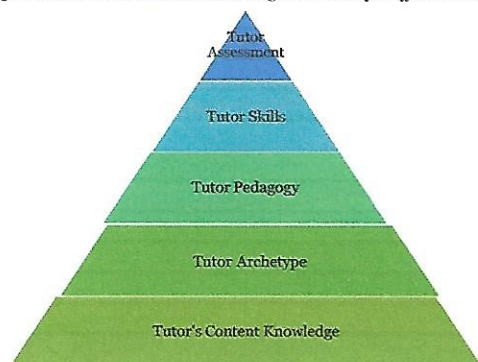 Tutor
Assessment
Tutor Skills
Tutor Pedagogy
Tutor Archetype
Tutor's Content Knowledge